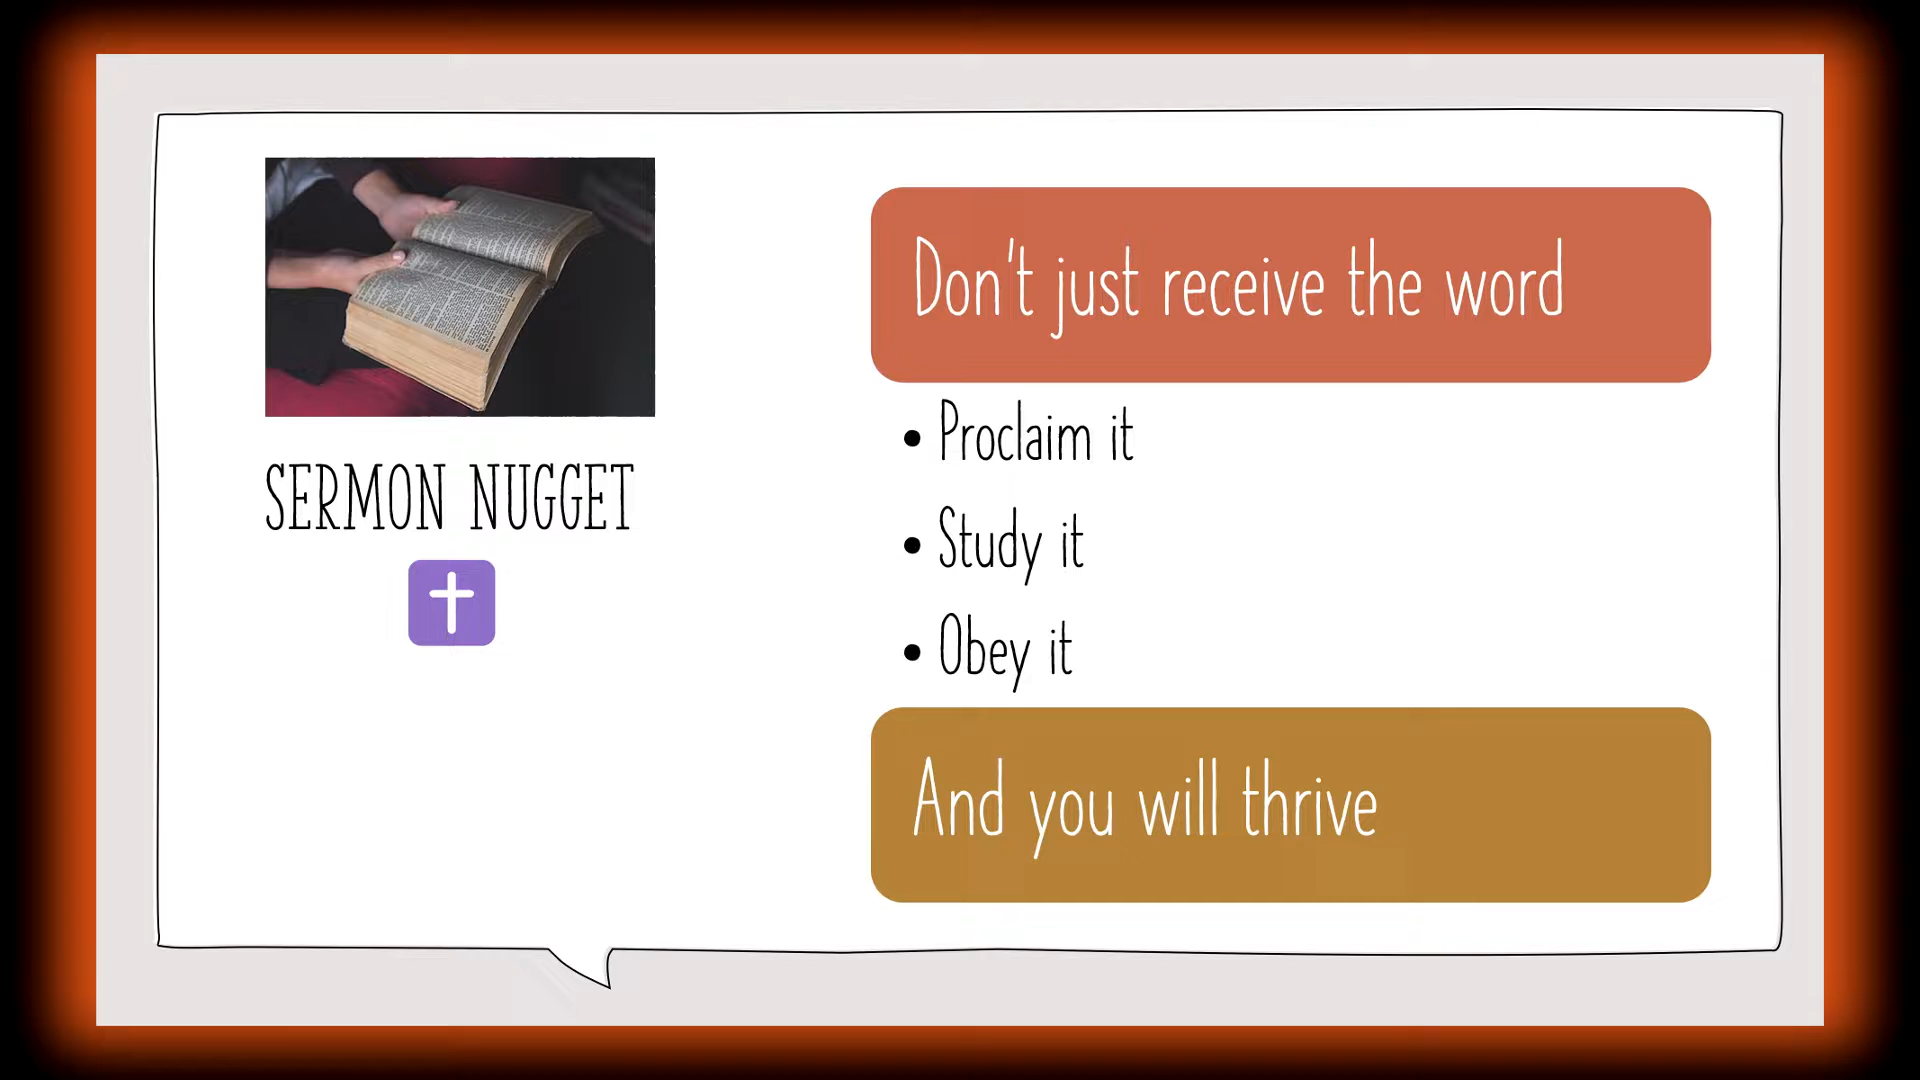 SERMON NUGGET
Don't just receive the word
• Proclaim it
• Study it
• Obey it
And you will thrive